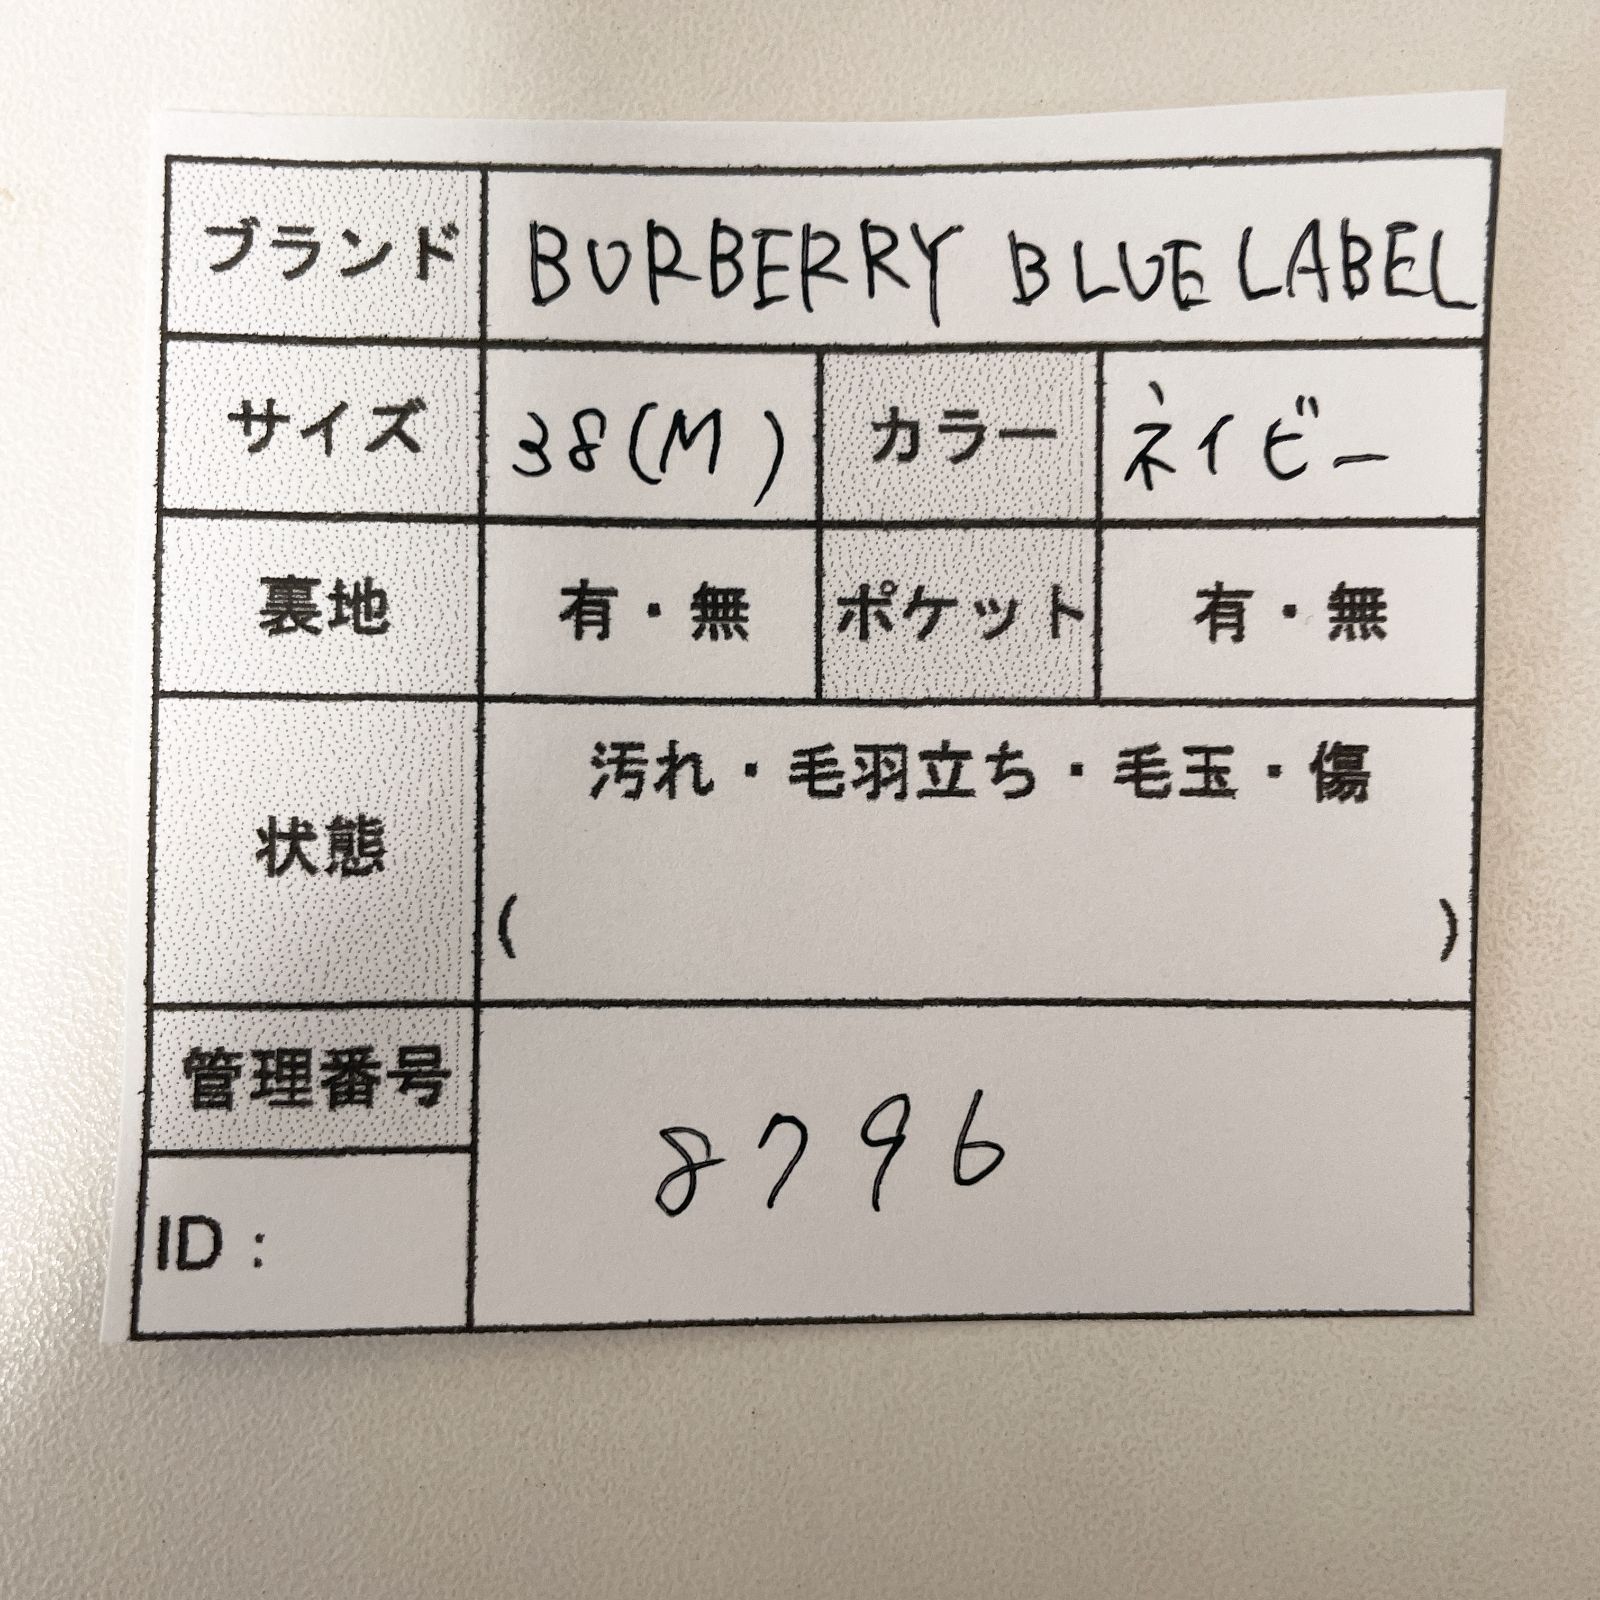 ブランド BURBERRY BLUE LABEL
サイズ 38(M) カラー ネイビー
裏地 有・無 ポケット 有・無
状態 汚れ・毛羽立ち・毛玉・傷
( )
管理番号 8796
ID：